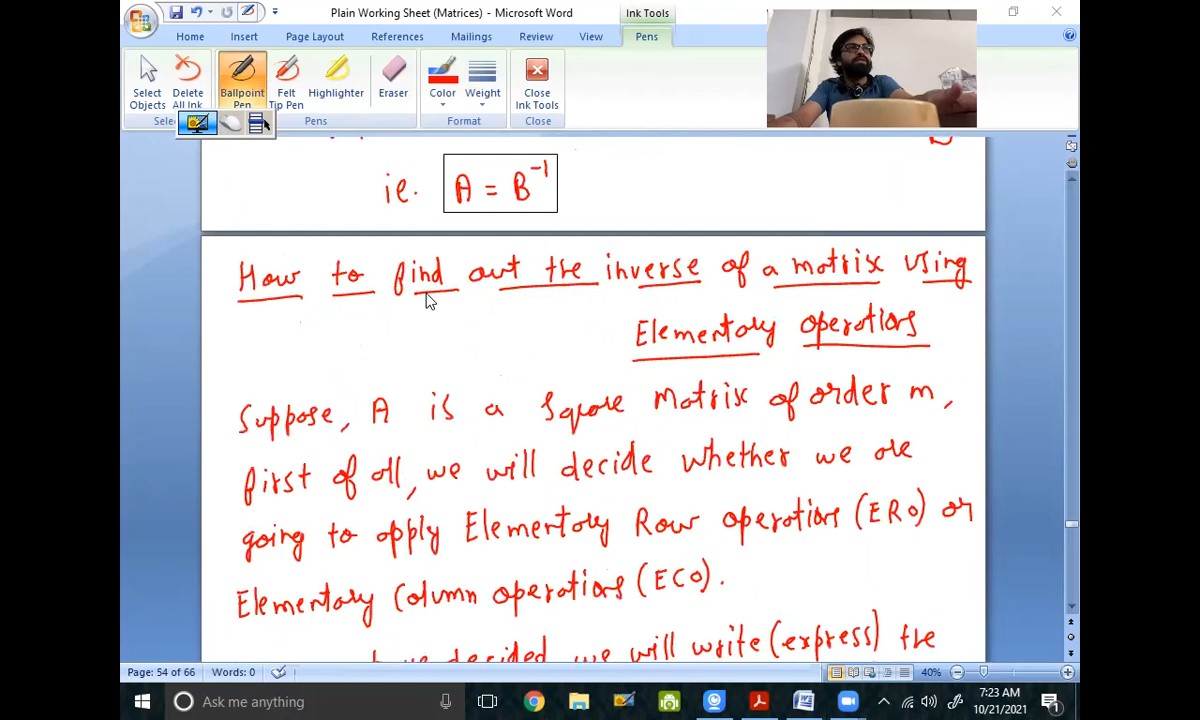 Plain Working Sheet (Matrices) - Microsoft Word
Ink Tools
Home Insert Page Layout References Mailings Review View Pens
Select Objects
Delete All Ink
Ballpoint Pen
Felt Tip Pen
Highlighter
Eraser
Color
Weight
Close Ink Tools
Pens Format Close
ie. A = B⁻¹
How to find out the inverse of a matrix using
Elementary operations
Suppose, A is a square matrix of order m,
first of all, we will decide whether we are
going to apply Elementary Row operations (ERO) or
Elementary Column operations (ECO).
decided we will write (express) the
Page: 54 of 66 Words: 0 40%
Ask me anything
7:23 AM
10/21/2021
1